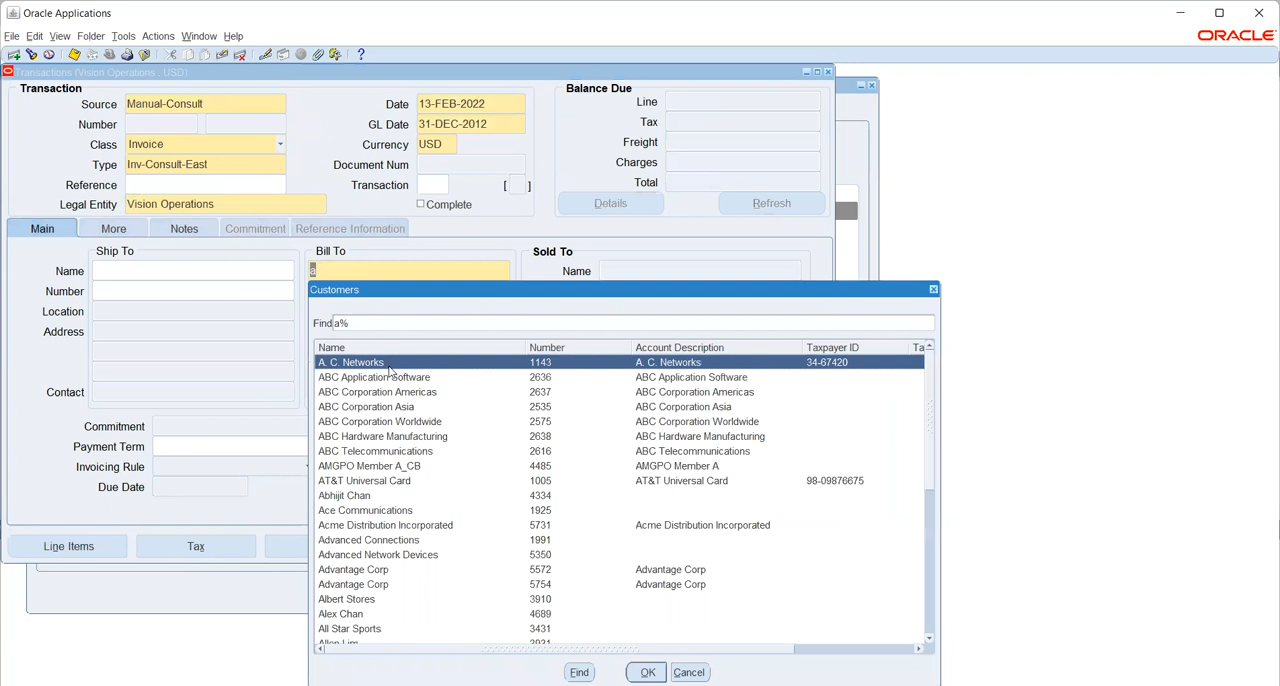 Oracle Applications
File Edit View Folder Tools Actions Window Help
ORACLE
Transactions (Vision Operations , USD)
Transaction
Balance Due
Source Manual-Consult
Date 13-FEB-2022
Line
Number
GL Date 31-DEC-2012
Tax
Class Invoice
Currency USD
Freight
Type Inv-Consult-East
Document Num
Charges
Reference
Transaction [ ]
Total
Legal Entity Vision Operations
Complete
Details Refresh
Main More Notes Commitment Reference Information
Ship To
Bill To
Sold To
Name
a
Name
Number
Location
Address
Contact
Commitment
Payment Term
Invoicing Rule
Due Date
Line Items Tax
Customers
Find a%
Name Number Account Description Taxpayer ID Ta
A. C. Networks 1143 A. C. Networks 34-67420
ABC Application Software 2636 ABC Application Software
ABC Corporation Americas 2637 ABC Corporation Americas
ABC Corporation Asia 2535 ABC Corporation Asia
ABC Corporation Worldwide 2575 ABC Corporation Worldwide
ABC Hardware Manufacturing 2638 ABC Hardware Manufacturing
ABC Telecommunications 2616 ABC Telecommunications
AMGPO Member A_CB 4485 AMGPO Member A
AT&T Universal Card 1005 AT&T Universal Card 98-09876675
Abhijit Chan 4334
Ace Communications 1925
Acme Distribution Incorporated 5731 Acme Distribution Incorporated
Advanced Connections 1991
Advanced Network Devices 5350
Advantage Corp 5572 Advantage Corp
Advantage Corp 5754 Advantage Corp
Albert Stores 3910
Alex Chan 4689
All Star Sports 3431
Find OK Cancel